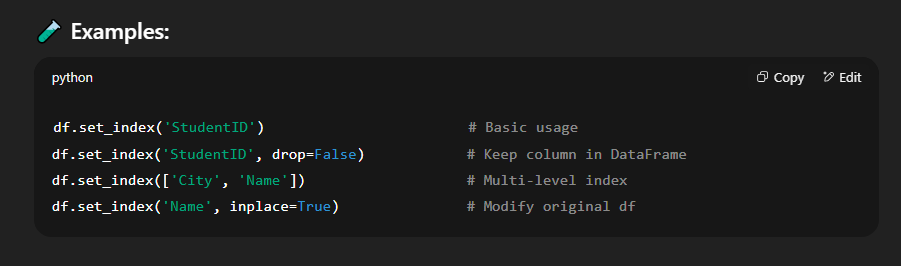 🧪 Examples:
python
Copy
Edit
df.set_index('StudentID') # Basic usage
df.set_index('StudentID', drop=False) # Keep column in DataFrame
df.set_index(['City', 'Name']) # Multi-level index
df.set_index('Name', inplace=True) # Modify original df